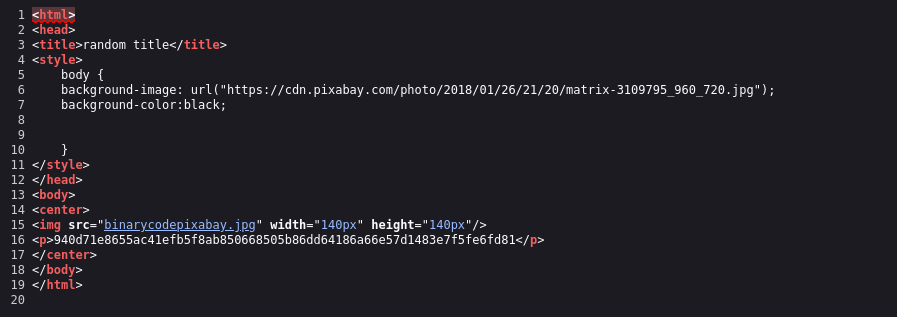 1 <html>
2 <head>
3 <title>random title</title>
4 <style>
5     body {
6     background-image: url("https://cdn.pixabay.com/photo/2018/01/26/21/20/matrix-3109795_960_720.jpg");
7     background-color:black;
8
9
10     }
11 </style>
12 </head>
13 <body>
14 <center>
15 <img src="binarycodepixabay.jpg" width="140px" height="140px"/>
16 <p>940d71e8655ac41efb5f8ab850668505b86dd64186a66e57d1483e7f5fe6fd81</p>
17 </center>
18 </body>
19 </html>
20